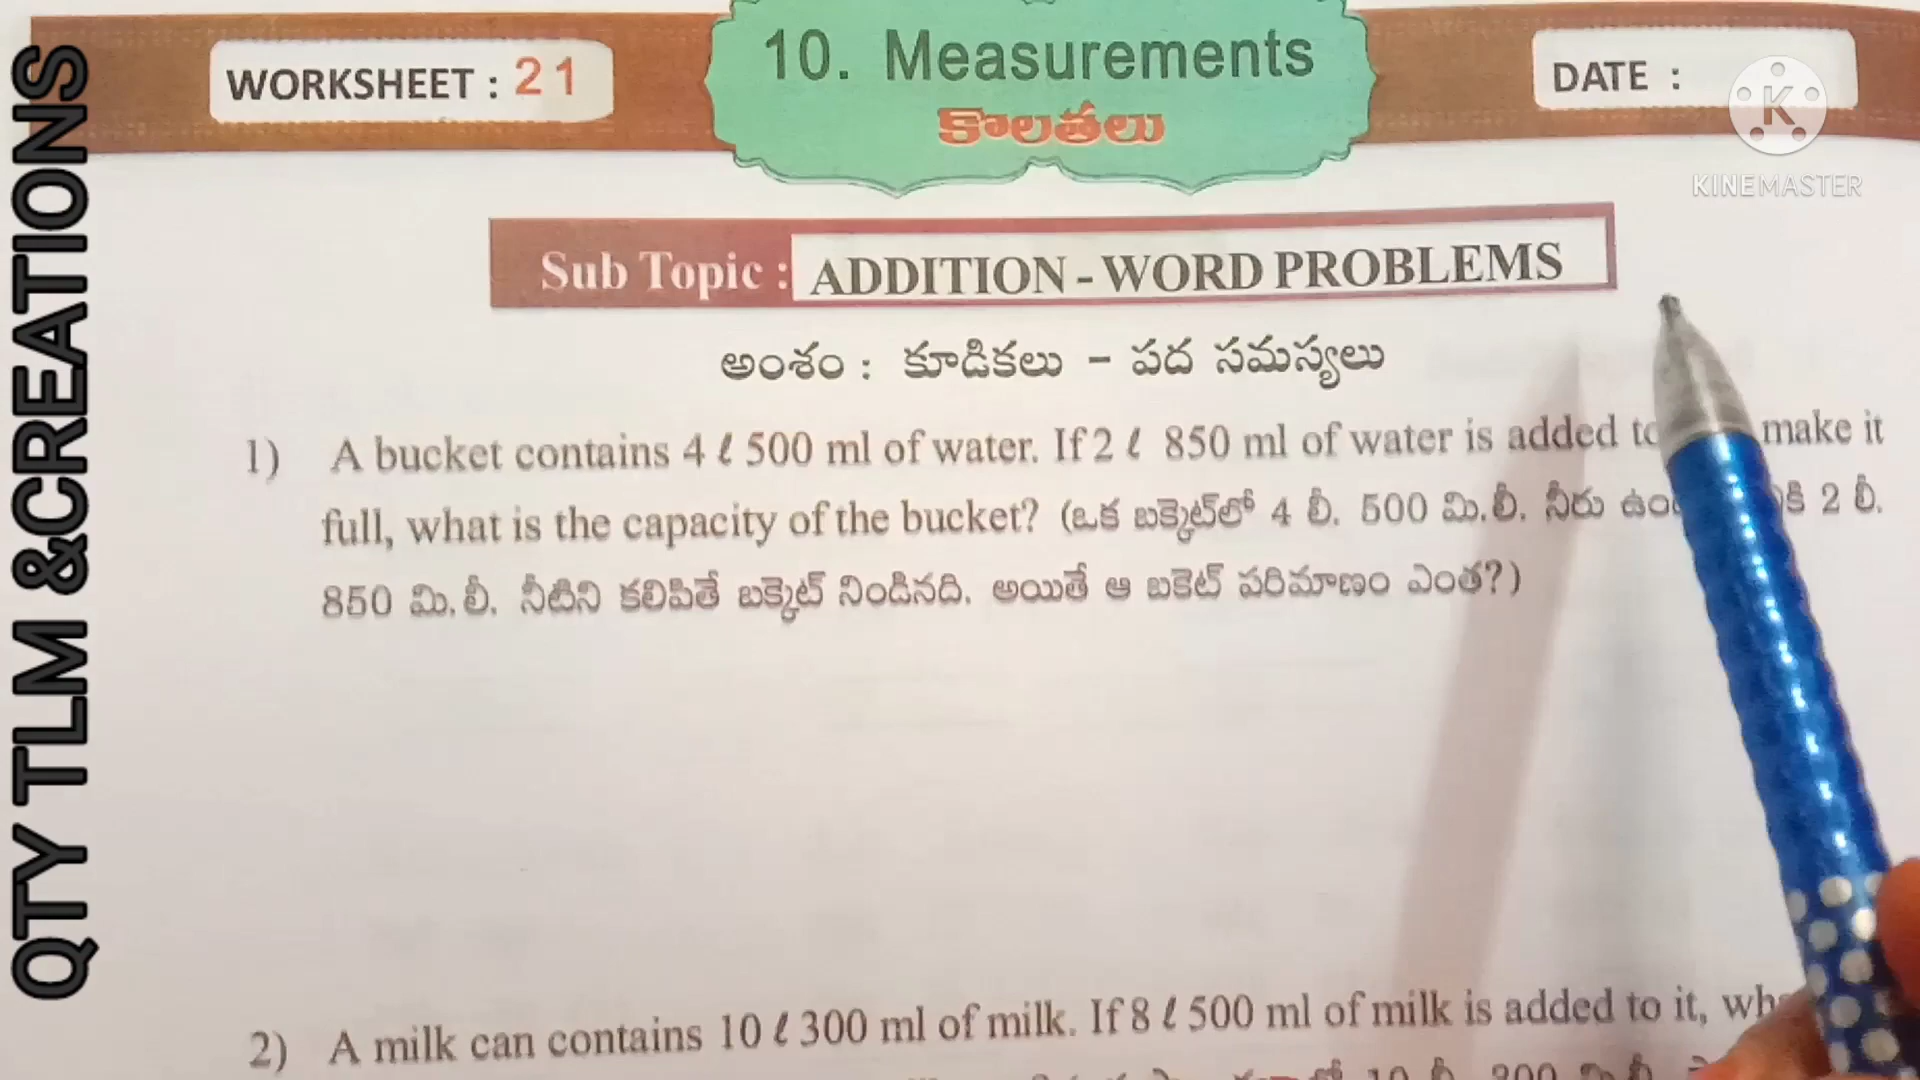 WORKSHEET : 21
10. Measurements
కొలతలు
DATE :
KINEMASTER
QTY TLM &CREATIONS
Sub Topic : ADDITION - WORD PROBLEMS
అంశం : కూడికలు - పద సమస్యలు
1) A bucket contains 4 ℓ 500 ml of water. If 2 ℓ 850 ml of water is added to make it
full, what is the capacity of the bucket? (ఒక బక్కెట్‌లో 4 లీ. 500 మి.లీ. నీరు 2 లీ.
850 మి.లీ. నీటిని కలిపితే బక్కెట్ నిండినది. అయితే ఆ బకెట్ పరిమాణం ఎంత?)
2) A milk can contains 10 ℓ 300 ml of milk. If 8 ℓ 500 ml of milk is added to it,